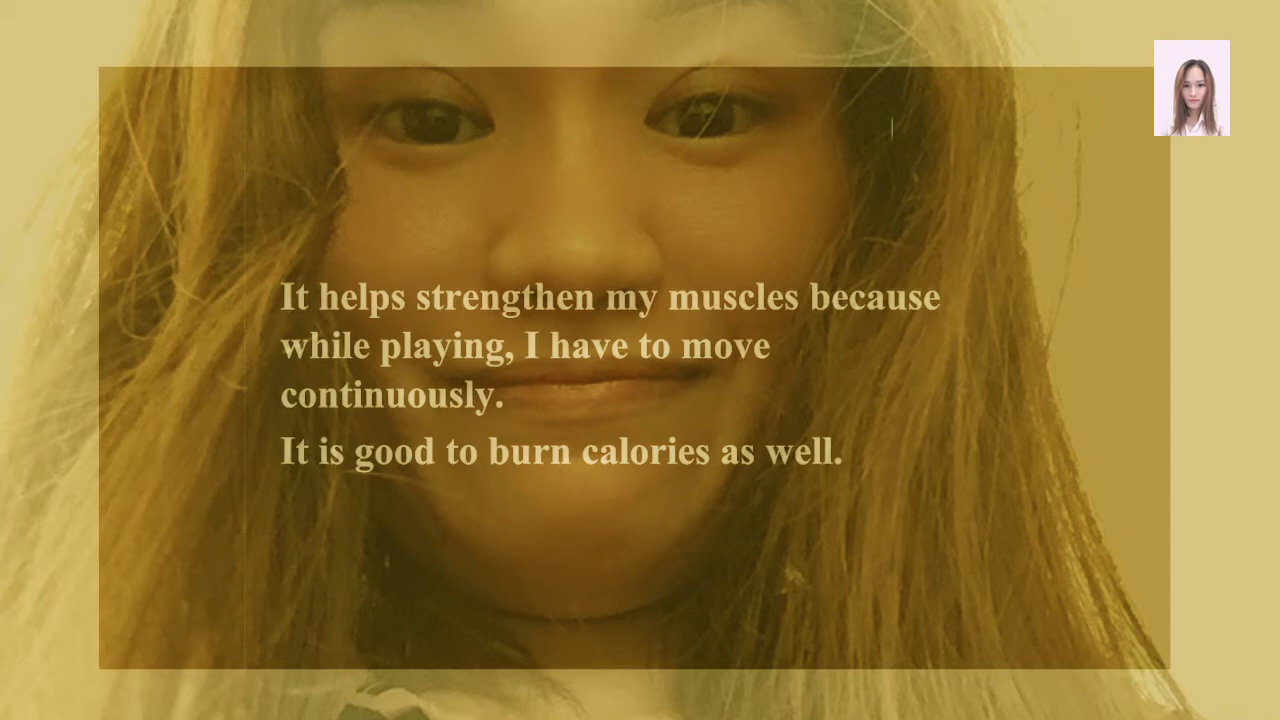 It helps strengthen my muscles because
while playing, I have to move
continuously.
It is good to burn calories as well.